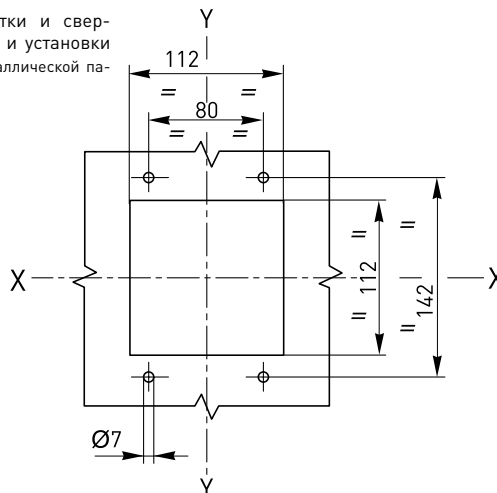 тки и свер-
и установки
аллической па-
Y
112
= =
80
= =
X
112
=
=
142
=
=
X
Ø7
Y